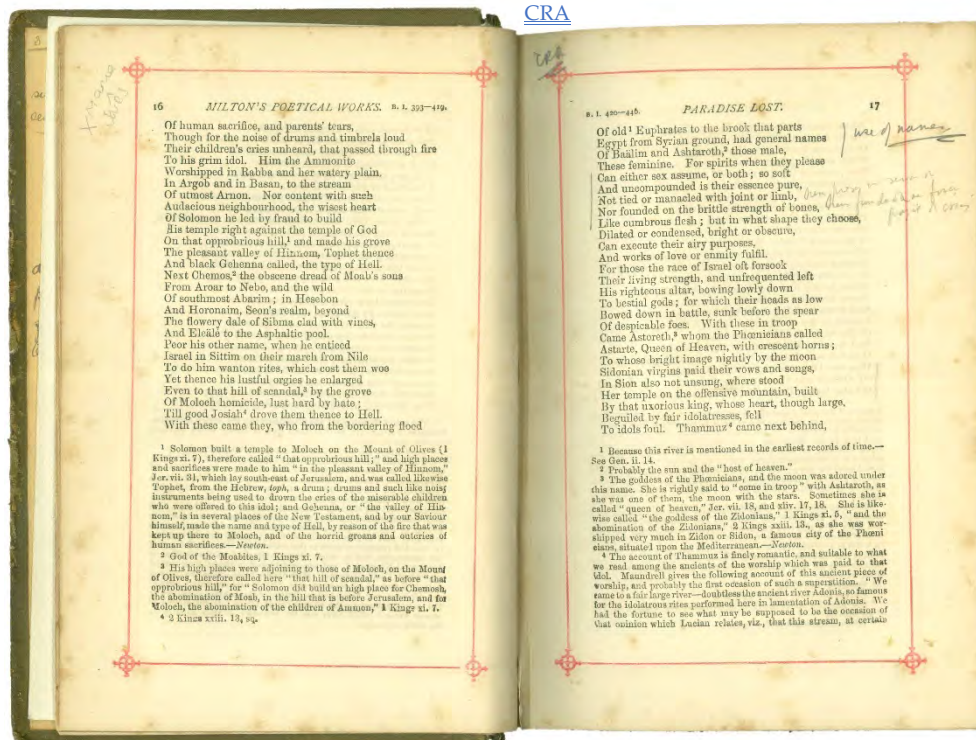 CRA
16 MILTON'S POETICAL WORKS. B. I. 393—419.
Of human sacrifice, and parents' tears,
Though for the noise of drums and timbrels loud
Their children's cries unheard, that passed through fire
To his grim idol. Him the Ammonite
Worshipped in Rabba and her watery plain,
In Argob and in Basan, to the stream
Of utmost Arnon. Nor content with such
Audacious neighbourhood, the wisest heart
Of Solomon he led by fraud to build
His temple right against the temple of God
On that opprobrious hill,¹ and made his grove
The pleasant valley of Hinnom, Tophet thence
And black Gehenna called, the type of Hell.
Next Chemos,² the obscene dread of Moab's sons
From Aroar to Nebo, and the wild
Of southmost Abarim; in Hesebon
And Horonaim, Seon's realm, beyond
The flowery dale of Sibma clad with vines,
And Eleälé to the Asphaltic pool.
Peor his other name, when he enticed
Israel in Sittim on their march from Nile
To do him wanton rites, which cost them woe
Yet thence his lustful orgies he enlarged
Even to that hill of scandal,³ by the grove
Of Moloch homicide, lust hard by hate;
Till good Josiah⁴ drove them thence to Hell.
With these came they, who from the bordering flood
1 Solomon built a temple to Moloch on the Mount of Olives (1
Kings xi. 7), therefore called "that opprobrious hill;" and high places
and sacrifices were made to him "in the pleasant valley of Hinnom,"
Jer. vii. 31, which lay south-east of Jerusalem, and was called likewise
Tophet, from the Hebrew, toph, a drum; drums and such like noisy
instruments being used to drown the cries of the miserable children
who were offered to this idol; and Gehenna, or "the valley of Hin-
nom," is in several places of the New Testament, and by our Saviour
himself, made the name and type of Hell, by reason of the fire that was
kept up there to Moloch, and of the horrid groans and outcries of
human sacrifices.—Newton.
2 God of the Moabites, 1 Kings xi. 7.
3 His high places were adjoining to those of Moloch, on the Mount
of Olives, therefore called here "that hill of scandal," as before "that
opprobrious hill," for "Solomon did build an high place for Chemosh,
the abomination of Moab, in the hill that is before Jerusalem, and for
Moloch, the abomination of the children of Ammon," 1 Kings xi. 7.
4 2 Kings xxiii. 13, sq.
CRA
B. I. 420—446. PARADISE LOST. 17
Of old¹ Euphrates to the brook that parts
Egypt from Syrian ground, had general names
Of Baälim and Ashtaroth,² those male,
use of names
These feminine. For spirits when they please
Can either sex assume, or both; so soft
And uncompounded is their essence pure,
Not tied or manacled with joint or limb,
Nor founded on the brittle strength of bones,
Like cumbrous flesh; but in what shape they choose,
Dilated or condensed, bright or obscure,
Can execute their airy purposes,
And works of love or enmity fulfil.
For those the race of Israel oft forsook
Their living strength, and unfrequented left
His righteous altar, bowing lowly down
To bestial gods; for which their heads as low
Bowed down in battle, sunk before the spear
Of despicable foes. With these in troop
Came Astoreth,³ whom the Phœnicians called
Astarte, Queen of Heaven, with crescent horns;
To whose bright image nightly by the moon
Sidonian virgins paid their vows and songs,
In Sion also not unsung, where stood
Her temple on the offensive mountain, built
By that uxorious king, whose heart, though large,
Beguiled by fair idolatresses, fell
To idols foul. Thammuz⁴ came next behind,
1 Because this river is mentioned in the earliest records of time.—
See Gen. ii. 14.
2 Probably the sun and the "host of heaven."
3 The goddess of the Phœnicians, and the moon was adored under
this name. She is rightly said to "come in troop" with Ashtaroth, as
she was one of them, the moon with the stars. Sometimes she is
called "queen of heaven," Jer. vii. 18, and xliv. 17, 18. She is like-
wise called "the goddess of the Zidonians," 1 Kings xi. 5, "and the
abomination of the Zidonians," 2 Kings xxiii. 13., as she was wor-
shipped very much in Zidon or Sidon, a famous city of the Phœni
cians, situated upon the Mediterranean.—Newton.
4 The account of Thammuz is finely romantic, and suitable to what
we read among the ancients of the worship which was paid to that
idol. Maundrell gives the following account of this ancient piece of
worship, and probably the first occasion of such a superstition. "We
came to a fair large river—doubtless the ancient river Adonis, so famous
for the idolatrous rites performed here in lamentation of Adonis. We
had the fortune to see what may be supposed to be the occasion of
that opinion which Lucian relates, viz., that this stream, at certain